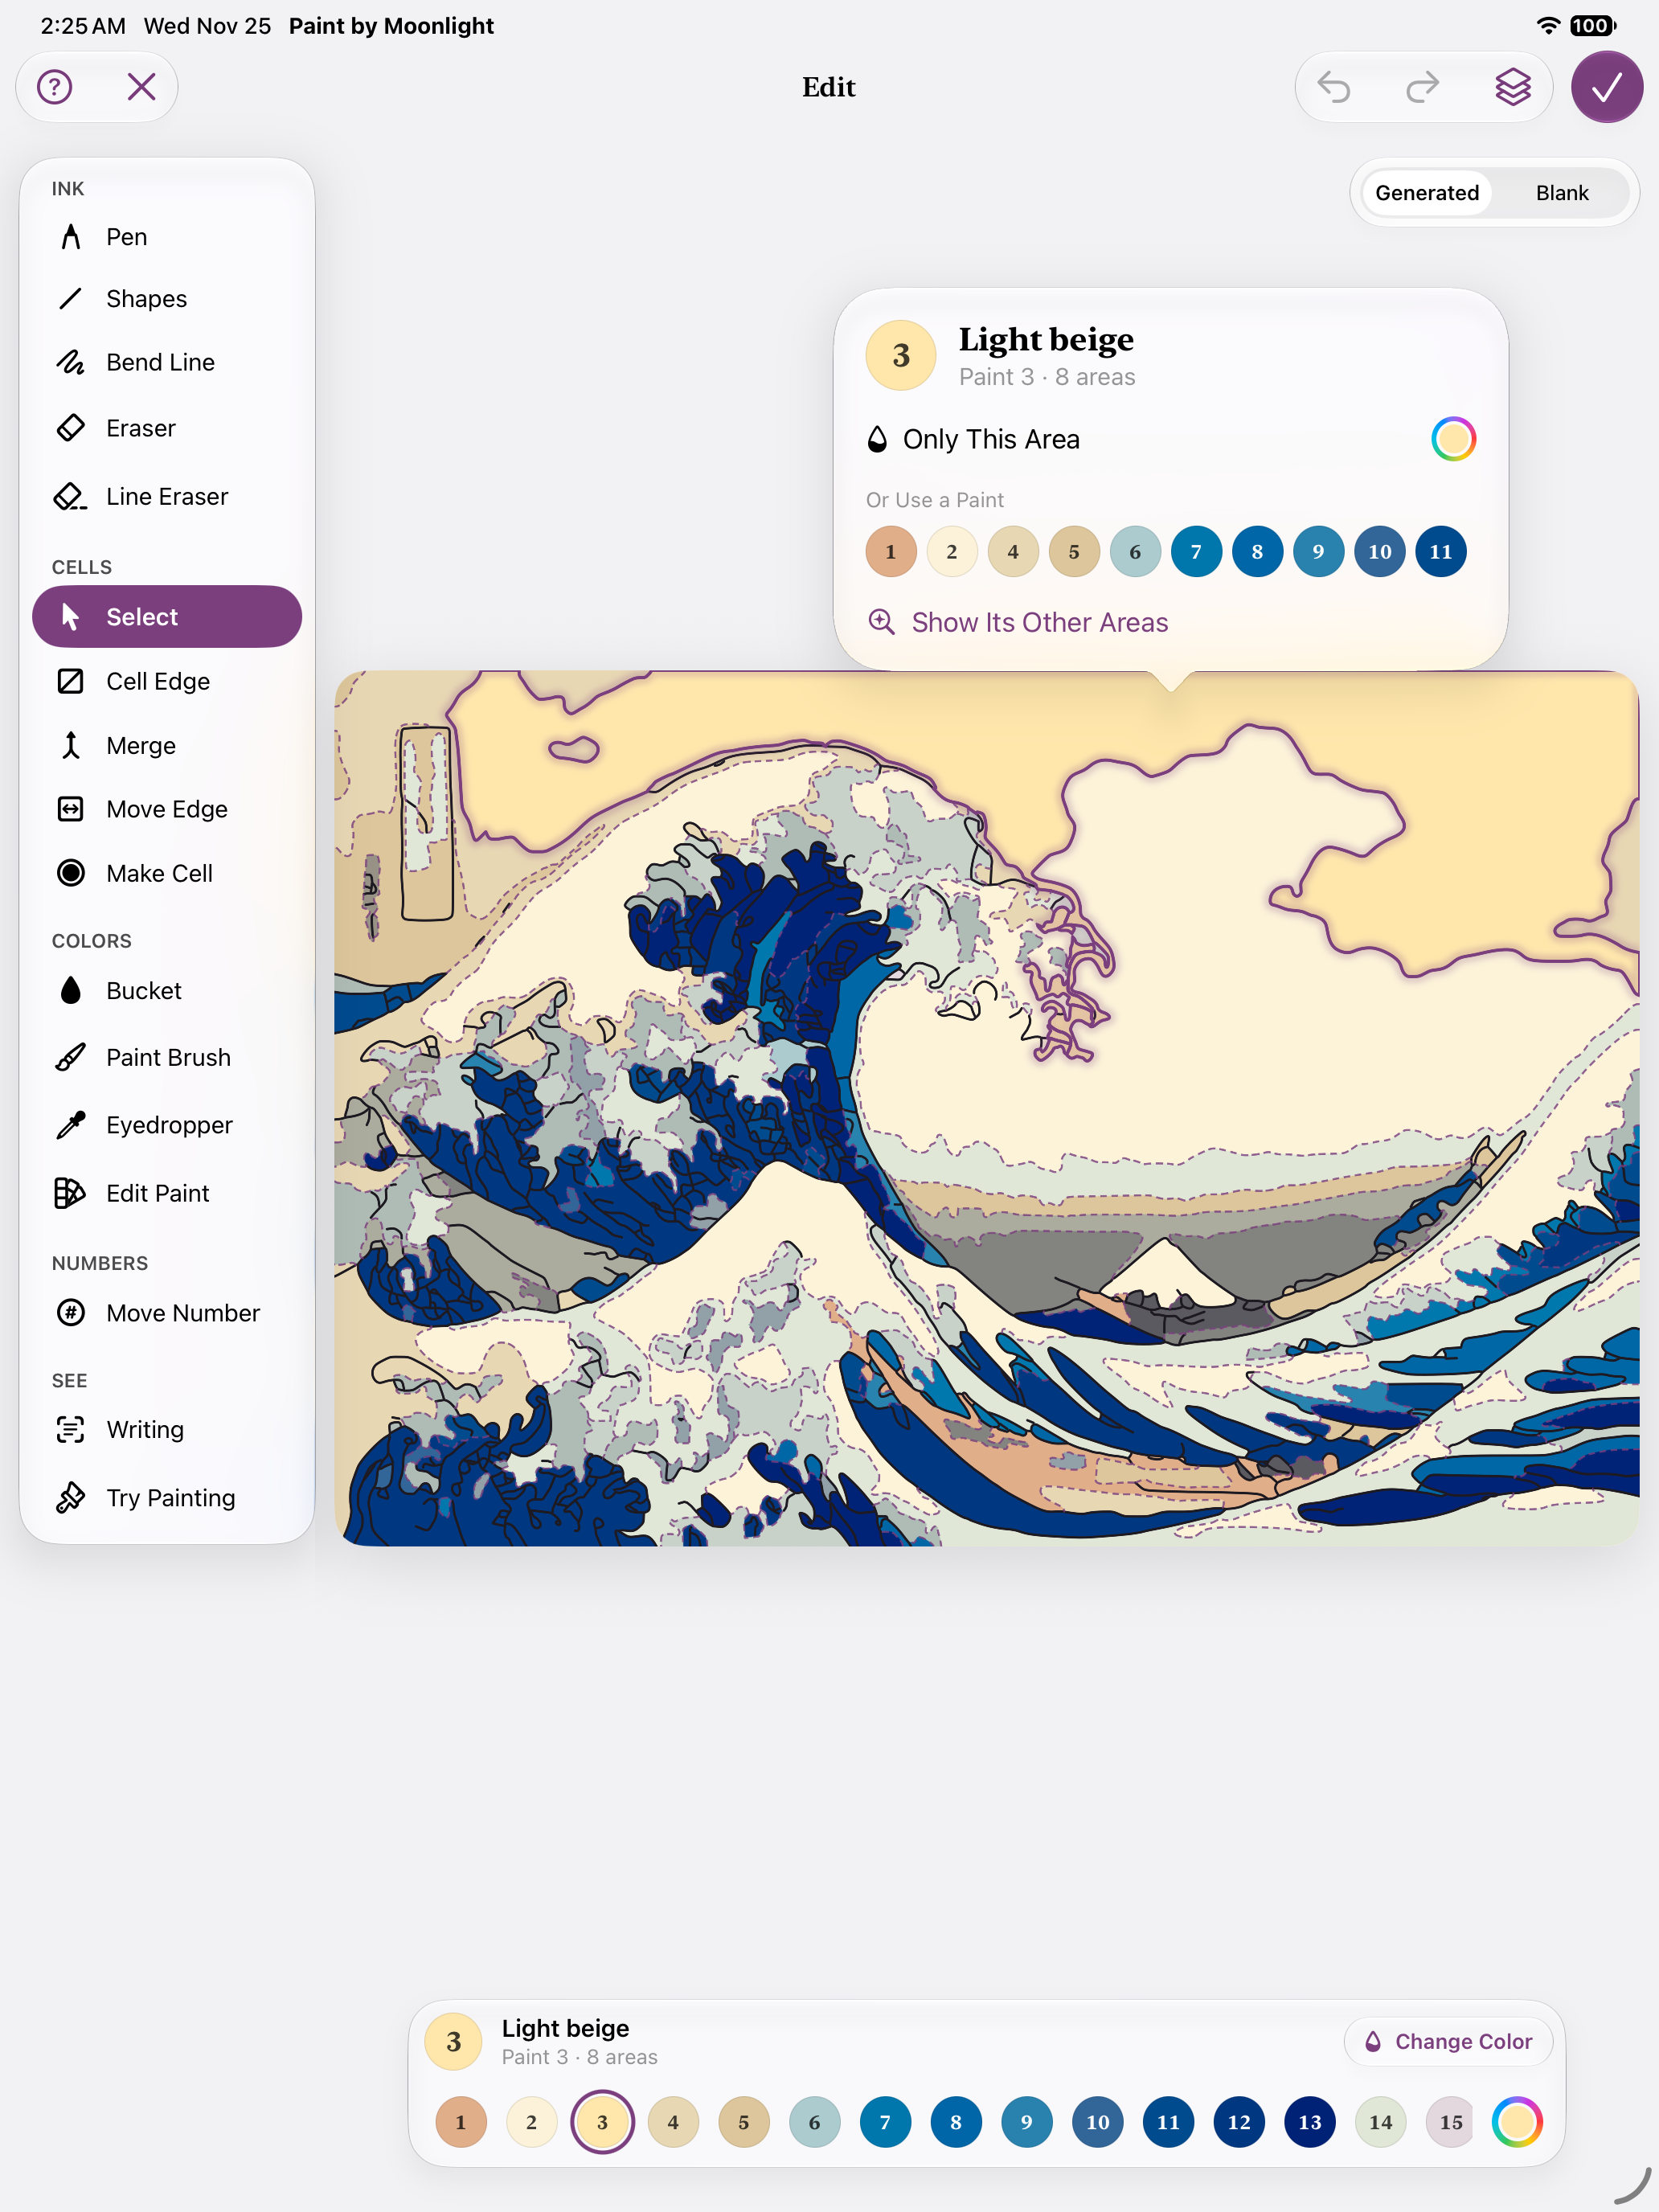 2:25 AM Wed Nov 25 Paint by Moonlight
100
Edit
Generated
Blank
INK
Pen
Shapes
Bend Line
Eraser
Line Eraser
CELLS
Select
Cell Edge
Merge
Move Edge
Make Cell
COLORS
Bucket
Paint Brush
Eyedropper
Edit Paint
NUMBERS
# Move Number
SEE
Writing
Try Painting
3
Light beige
Paint 3 · 8 areas
Only This Area
Or Use a Paint
1 2 4 5 6 7 8 9 10 11
Show Its Other Areas
3
Light beige
Paint 3 · 8 areas
Change Color
1 2 3 4 5 6 7 8 9 10 11 12 13 14 15